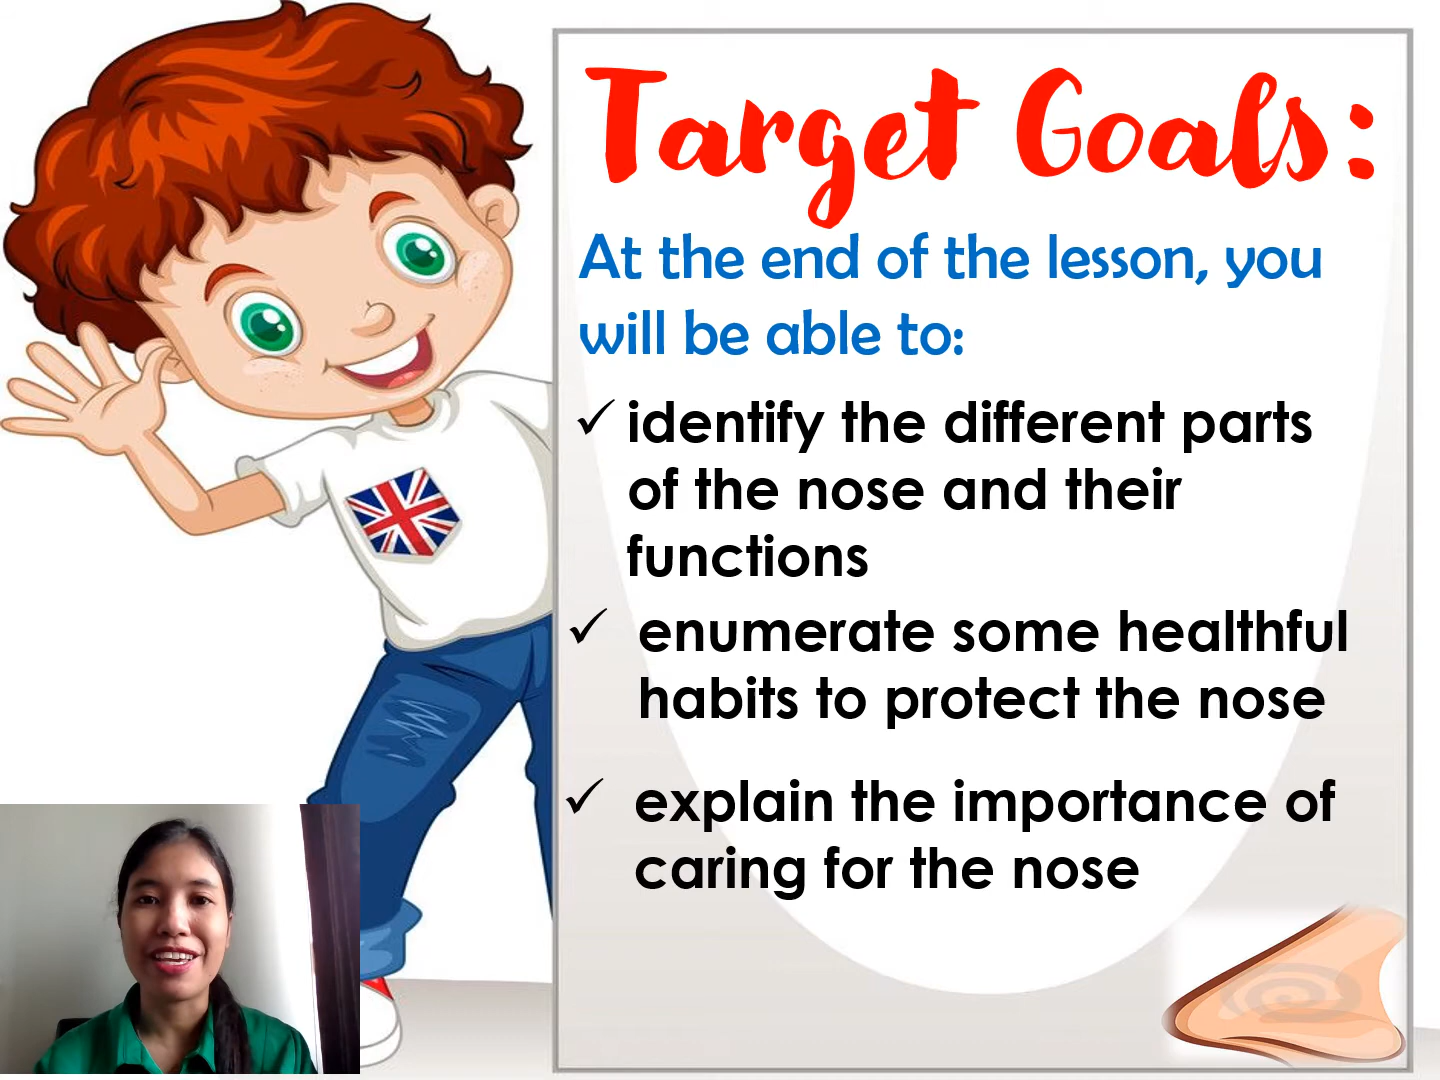 Target Goals:
At the end of the lesson, you
will be able to:
✓ identify the different parts
of the nose and their
functions
✓ enumerate some healthful
habits to protect the nose
✓ explain the importance of
caring for the nose